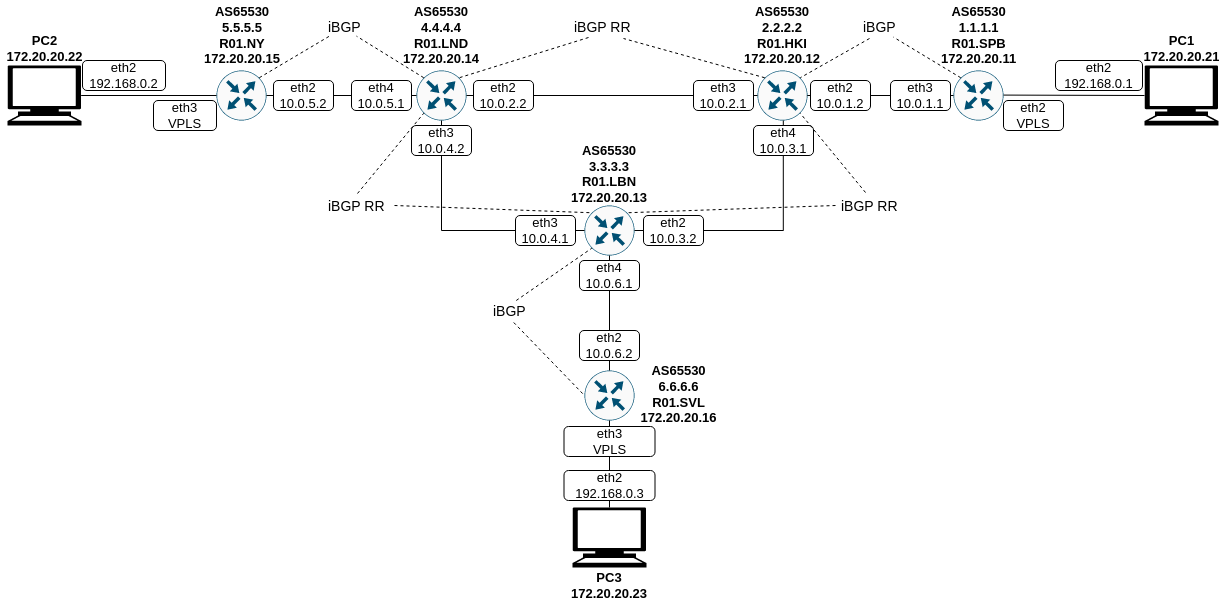 PC2
172.20.20.22
eth2
192.168.0.2
eth3
VPLS
AS65530
5.5.5.5
R01.NY
172.20.20.15
eth2
10.0.5.2
iBGP
AS65530
4.4.4.4
R01.LND
172.20.20.14
eth4
10.0.5.1
eth2
10.0.2.2
eth3
10.0.4.2
iBGP RR
AS65530
2.2.2.2
R01.HKI
172.20.20.12
eth3
10.0.2.1
eth2
10.0.1.2
eth4
10.0.3.1
iBGP
AS65530
1.1.1.1
R01.SPB
172.20.20.11
eth3
10.0.1.1
eth2
VPLS
PC1
172.20.20.21
eth2
192.168.0.1
iBGP RR
AS65530
3.3.3.3
R01.LBN
172.20.20.13
eth3
10.0.4.1
eth2
10.0.3.2
eth4
10.0.6.1
iBGP RR
iBGP
eth2
10.0.6.2
AS65530
6.6.6.6
R01.SVL
172.20.20.16
eth3
VPLS
eth2
192.168.0.3
PC3
172.20.20.23